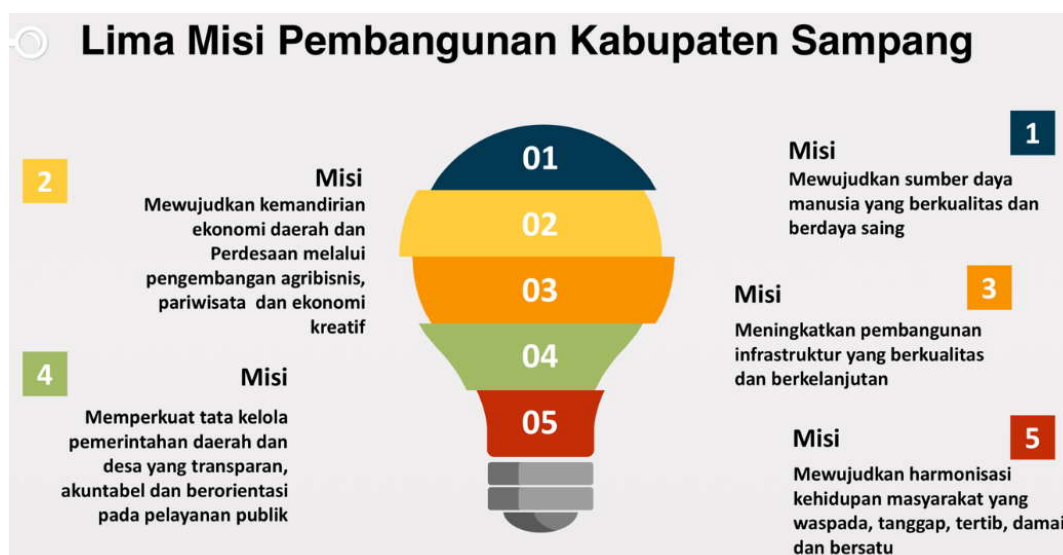 Lima Misi Pembangunan Kabupaten Sampang
1
Misi
Mewujudkan sumber daya
manusia yang berkualitas dan
berdaya saing
2
Misi
Mewujudkan kemandirian
ekonomi daerah dan
Perdesaan melalui
pengembangan agribisnis,
pariwisata dan ekonomi
kreatif
3
Misi
Meningkatkan pembangunan
infrastruktur yang berkualitas
dan berkelanjutan
4
Misi
Memperkuat tata kelola
pemerintahan daerah dan
desa yang transparan,
akuntabel dan berorientasi
pada pelayanan publik
5
Misi
Mewujudkan harmonisasi
kehidupan masyarakat yang
waspada, tanggap, tertib, damai
dan bersatu
01
02
03
04
05